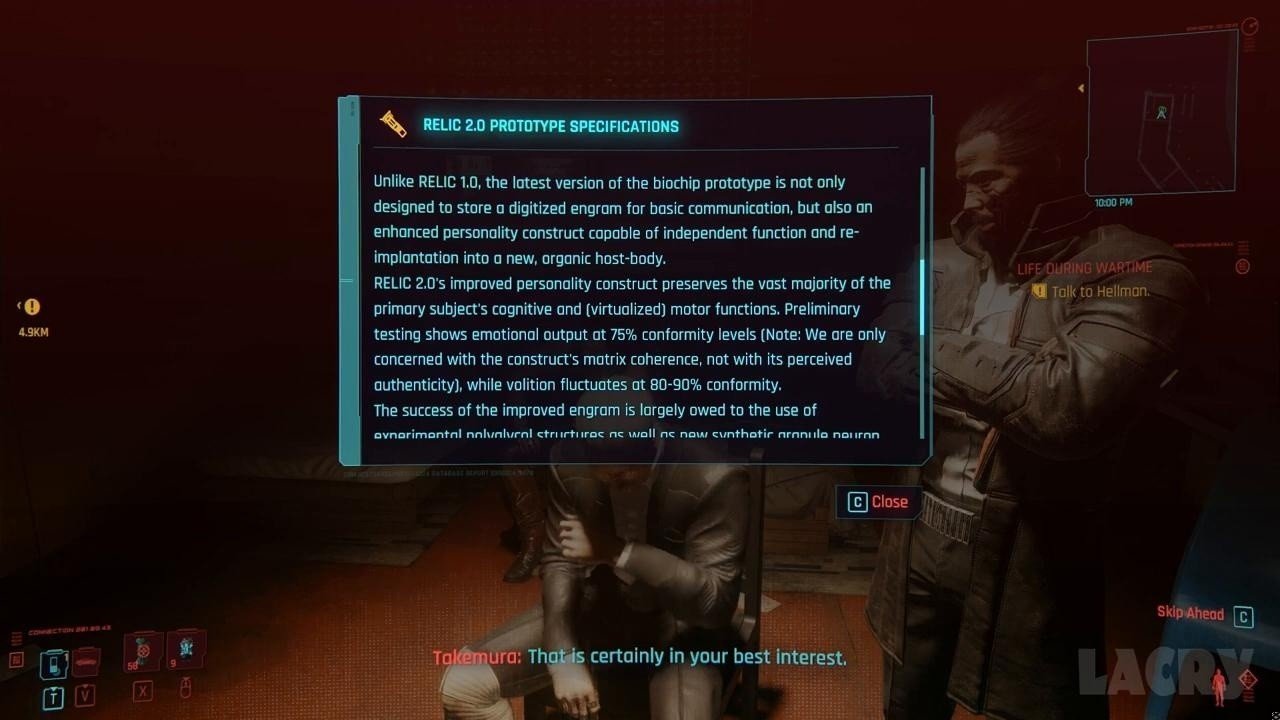 RELIC 2.0 PROTOTYPE SPECIFICATIONS
Unlike RELIC 1.0, the latest version of the biochip prototype is not only
designed to store a digitized engram for basic communication, but also an
enhanced personality construct capable of independent function and re-
implantation into a new, organic host-body.
RELIC 2.0's improved personality construct preserves the vast majority of the
primary subject's cognitive and (virtualized) motor functions. Preliminary
testing shows emotional output at 75% conformity levels (Note: We are only
concerned with the construct's matrix coherence, not with its perceived
authenticity), while volition fluctuates at 80-90% conformity.
The success of the improved engram is largely owed to the use of
experimental polyglycol structures as well as new synthetic granule neuron
10:00 PM
LIFE DURING WARTIME
Talk to Hellman.
4.9KM
C Close
Skip Ahead C
Takemura: That is certainly in your best interest.
9
T V X
LACRY